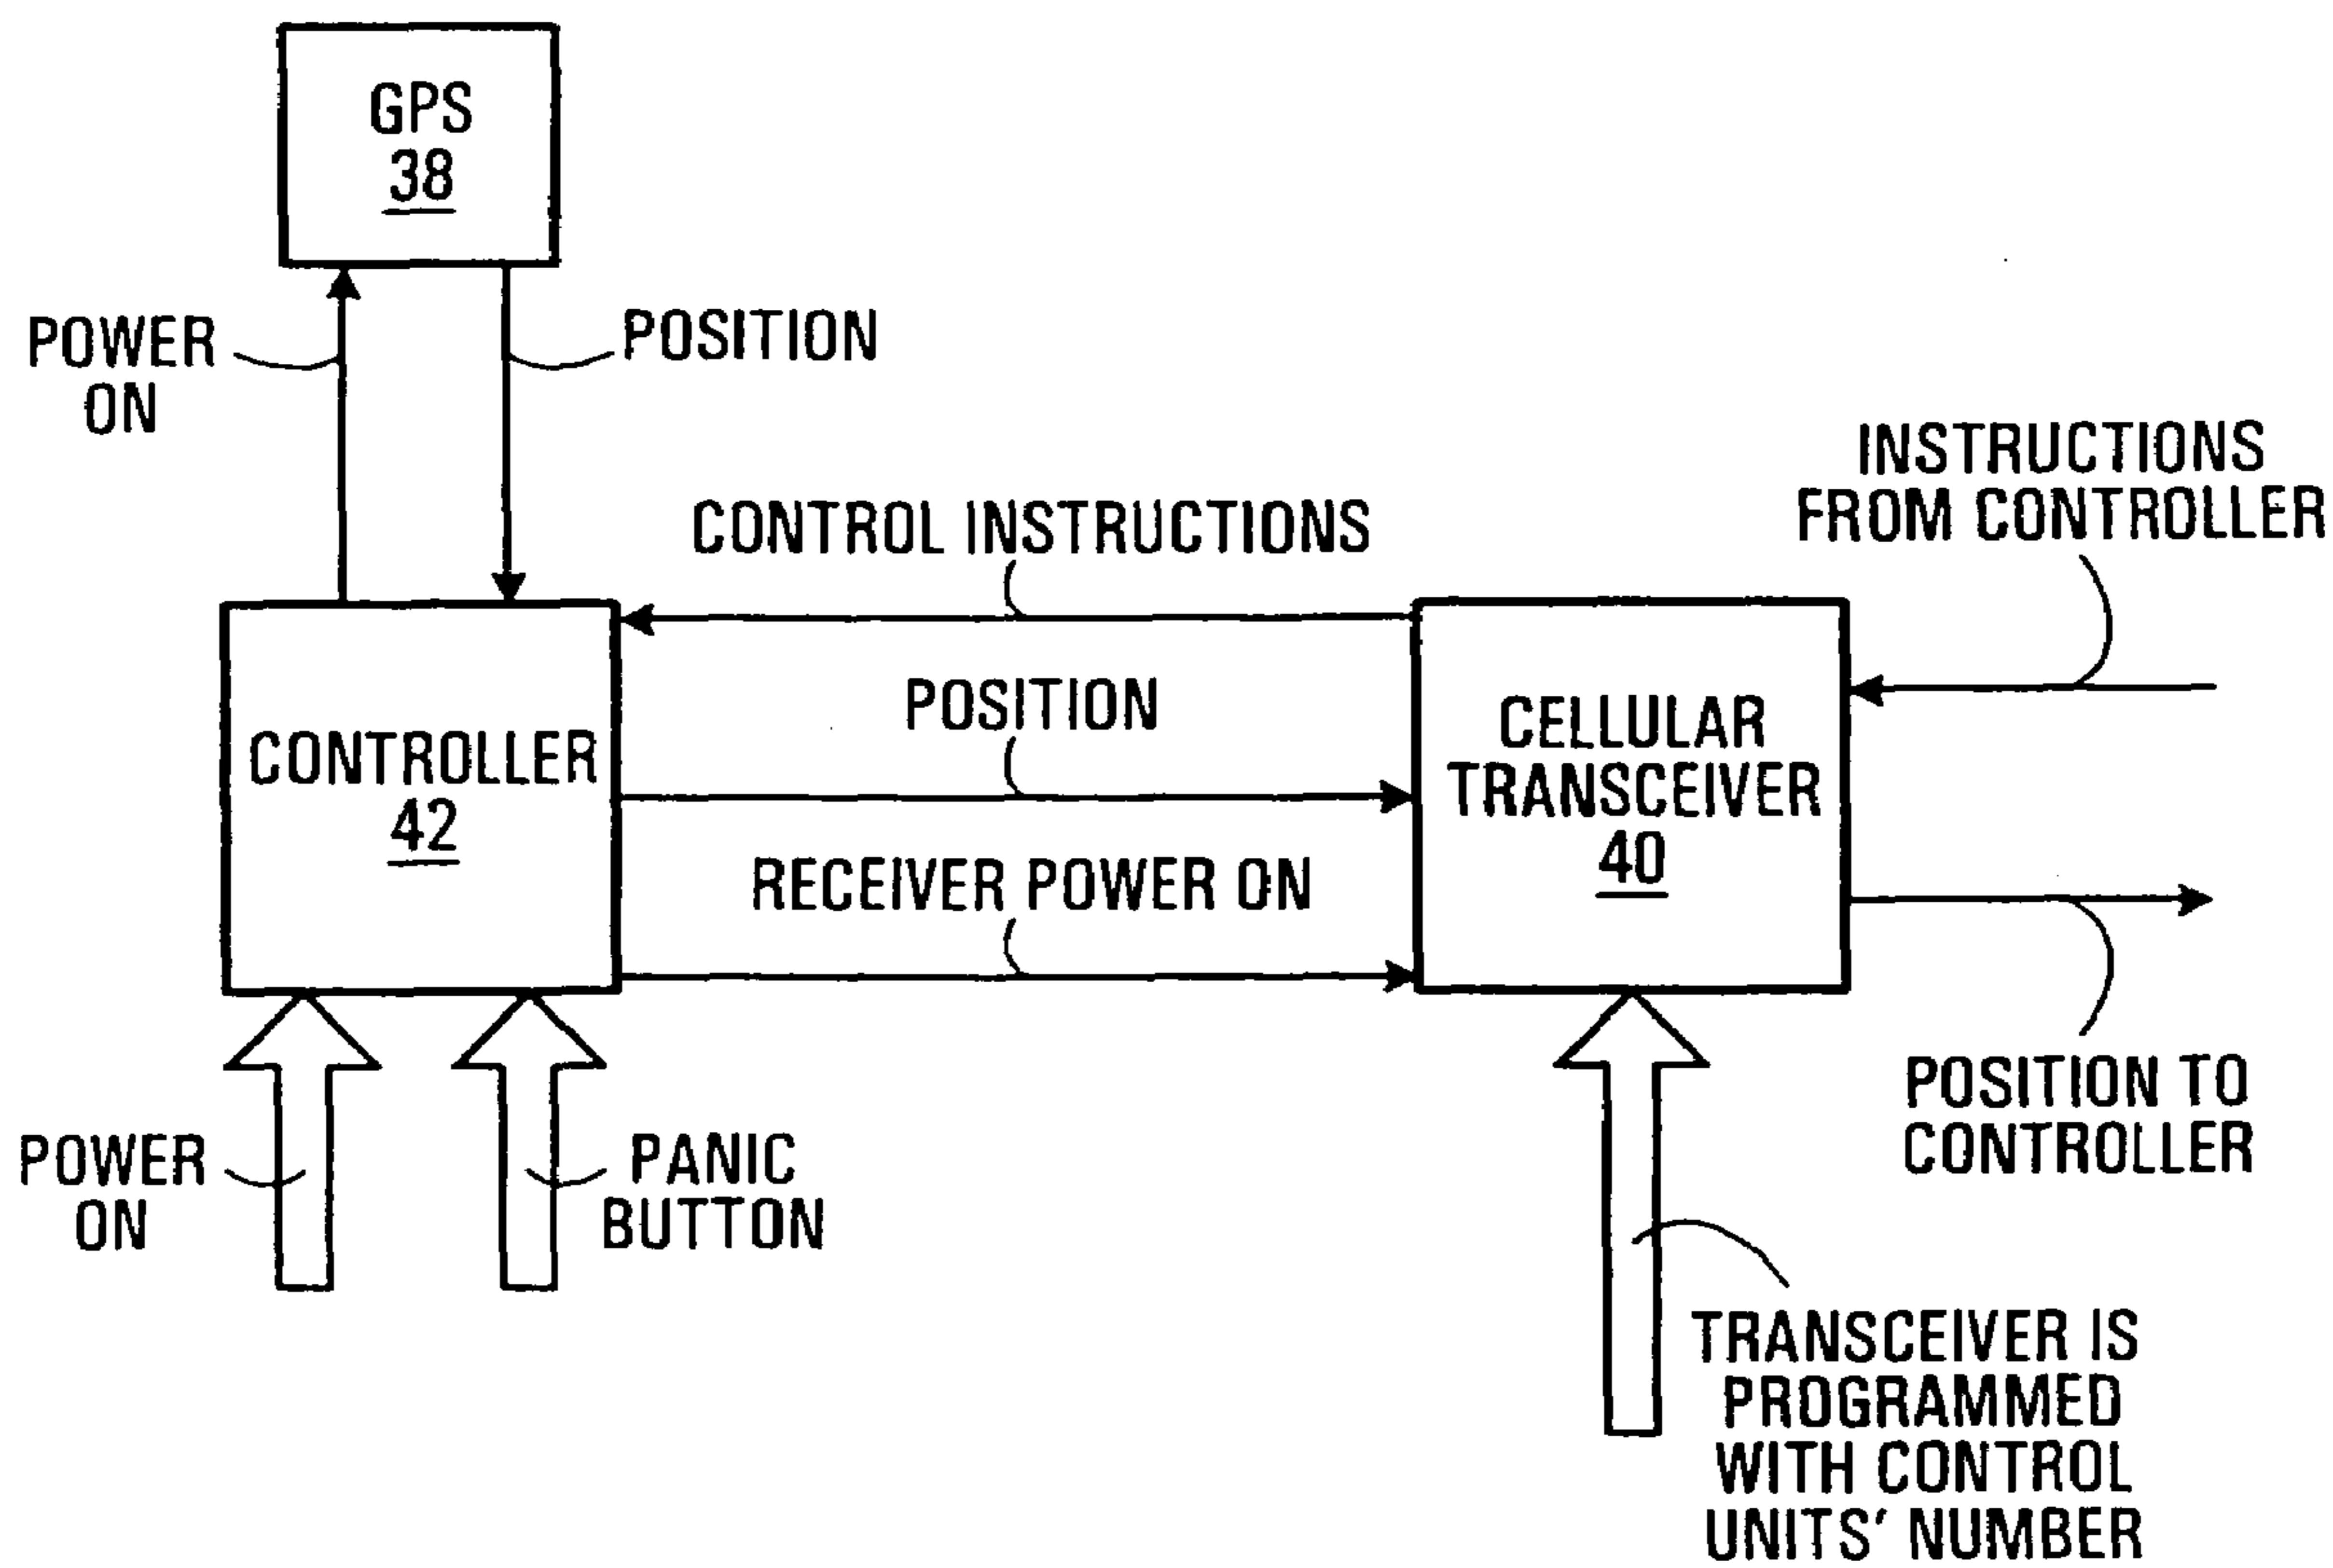 GPS
38
POWER
ON
POSITION
INSTRUCTIONS
FROM CONTROLLER
CONTROL INSTRUCTIONS
POSITION
CONTROLLER
42
CELLULAR
TRANSCEIVER
40
RECEIVER POWER ON
POWER
ON
PANIC
BUTTON
POSITION TO
CONTROLLER
TRANSCEIVER IS
PROGRAMMED
WITH CONTROL
UNITS' NUMBER